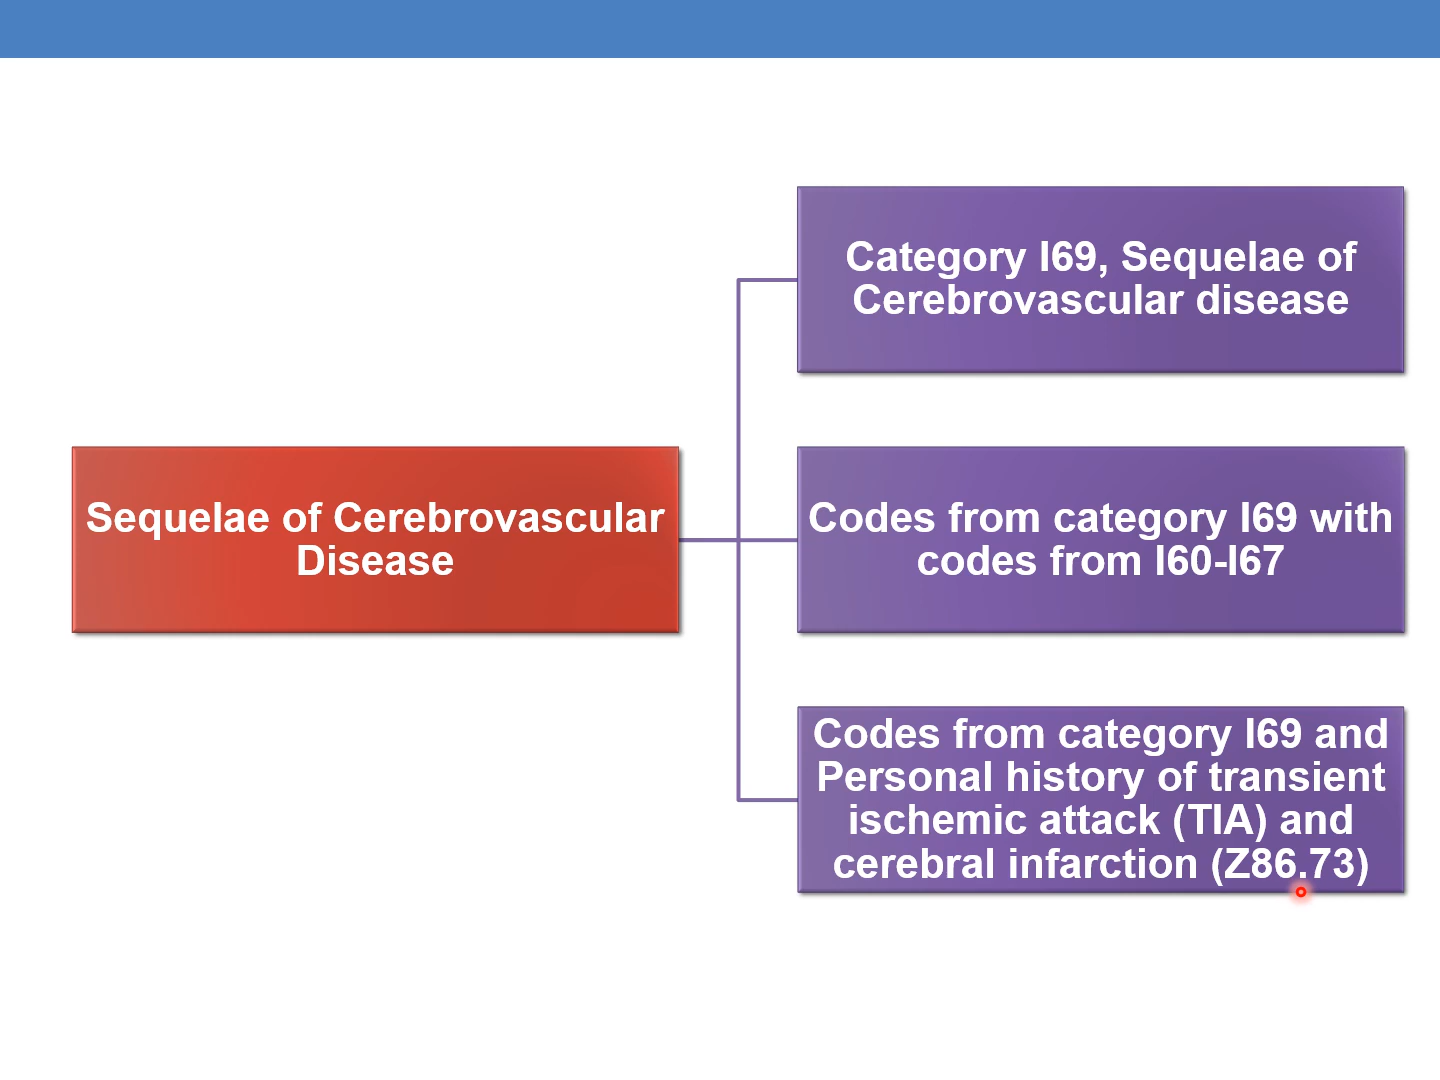 Sequelae of Cerebrovascular
Disease
Category I69, Sequelae of
Cerebrovascular disease
Codes from category I69 with
codes from I60-I67
Codes from category I69 and
Personal history of transient
ischemic attack (TIA) and
cerebral infarction (Z86.73)